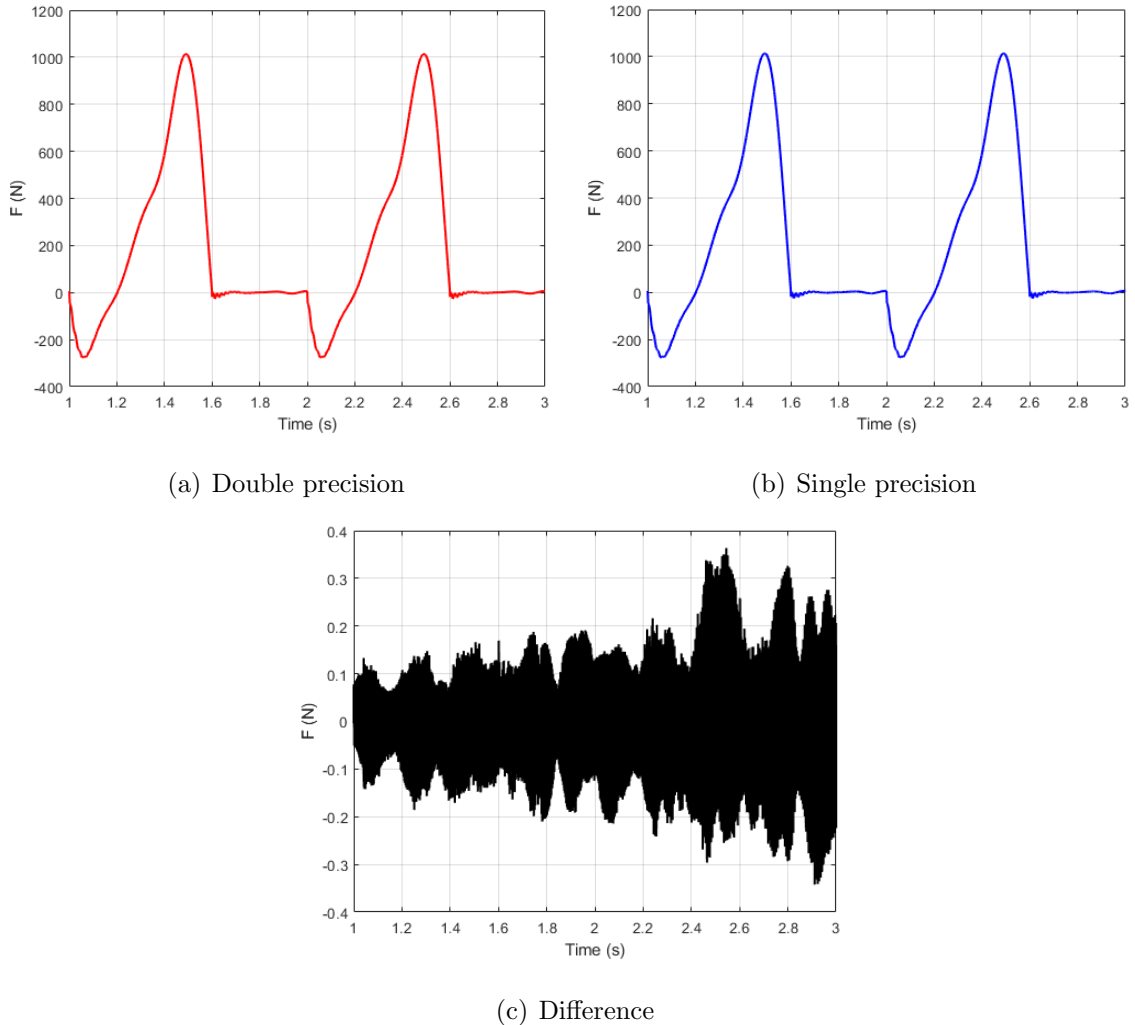 1200
1000
800
600
400
200
0
-200
-400
F (N)
1 1.2 1.4 1.6 1.8 2 2.2 2.4 2.6 2.8 3
Time (s)
(a) Double precision
1200
1000
800
600
400
200
0
-200
-400
F (N)
1 1.2 1.4 1.6 1.8 2 2.2 2.4 2.6 2.8 3
Time (s)
(b) Single precision
0.4
0.3
0.2
0.1
0
-0.1
-0.2
-0.3
-0.4
F (N)
1 1.2 1.4 1.6 1.8 2 2.2 2.4 2.6 2.8 3
Time (s)
(c) Difference